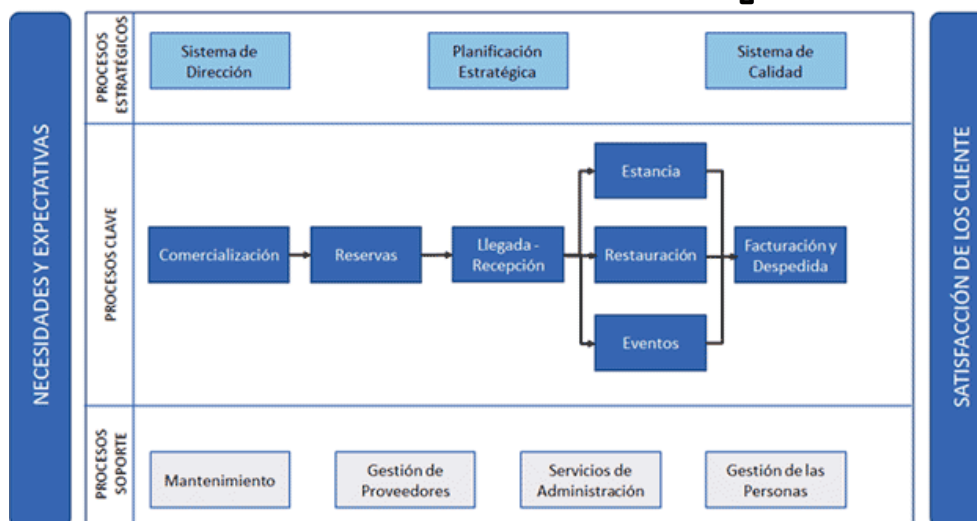 NECESIDADES Y EXPECTATIVAS
PROCESOS
ESTRATÉGICOS
Sistema de
Dirección
Planificación
Estratégica
Sistema de
Calidad
PROCESOS CLAVE
Comercialización
Reservas
Llegada -
Recepción
Estancia
Restauración
Eventos
Facturación y
Despedida
PROCESOS
SOPORTE
Mantenimiento
Gestión de
Proveedores
Servicios de
Administración
Gestión de las
Personas
SATISFACCIÓN DE LOS CLIENTE